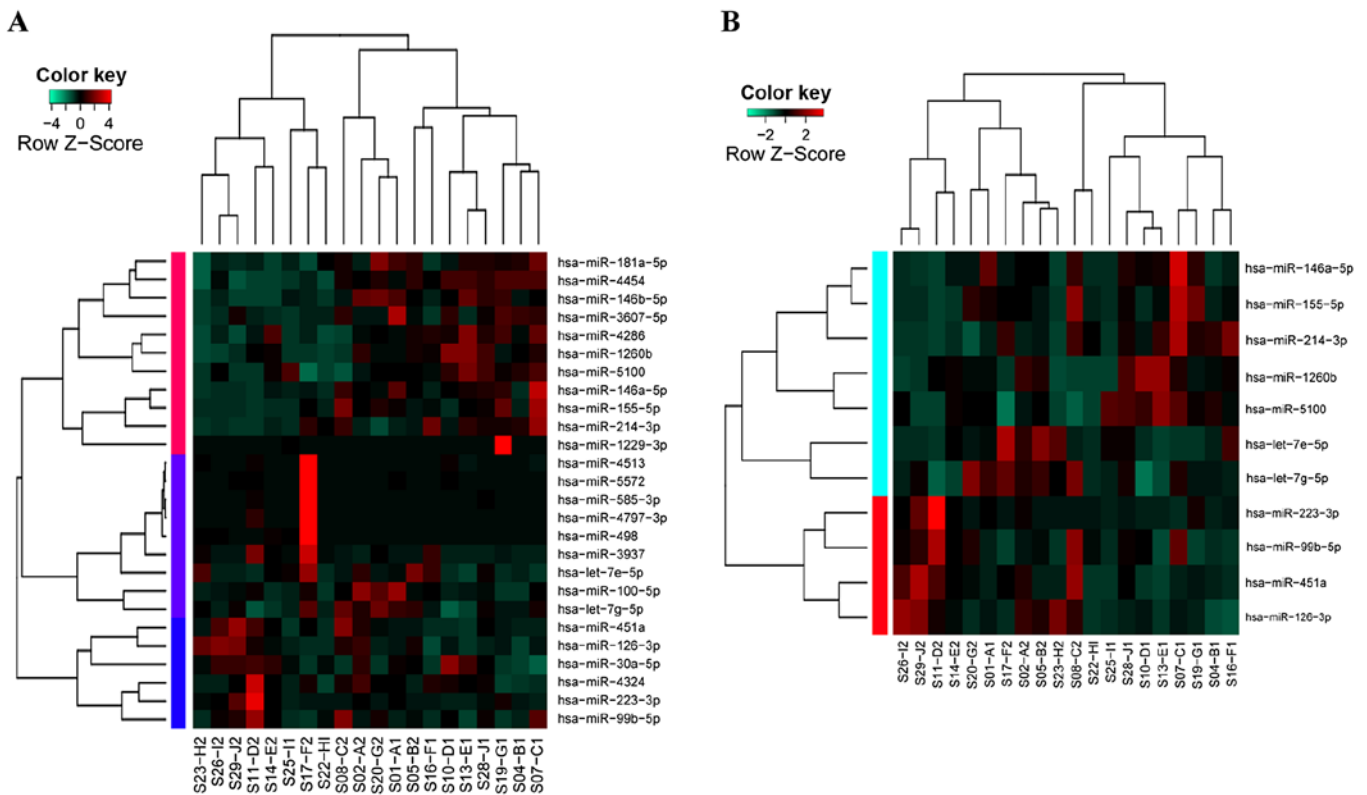 A
Color key
−4 0 4
Row Z−Score
hsa−miR−181a−5p
hsa−miR−4454
hsa−miR−146b−5p
hsa−miR−3607−5p
hsa−miR−4286
hsa−miR−1260b
hsa−miR−5100
hsa−miR−146a−5p
hsa−miR−155−5p
hsa−miR−214−3p
hsa−miR−1229−3p
hsa−miR−4513
hsa−miR−5572
hsa−miR−585−3p
hsa−miR−4797−3p
hsa−miR−498
hsa−miR−3937
hsa−let−7e−5p
hsa−miR−100−5p
hsa−let−7g−5p
hsa−miR−451a
hsa−miR−126−3p
hsa−miR−30a−5p
hsa−miR−4324
hsa−miR−223−3p
hsa−miR−99b−5p
S23−H2
S26−I2
S29−J2
S11−D2
S14−E2
S25−I1
S17−F2
S22−HI
S08−C2
S02−A2
S20−G2
S01−A1
S05−B2
S16−F1
S10−D1
S13−E1
S28−J1
S19−G1
S04−B1
S07−C1
B
Color key
−2 2
Row Z−Score
hsa−miR−146a−5p
hsa−miR−155−5p
hsa−miR−214−3p
hsa−miR−1260b
hsa−miR−5100
hsa−let−7e−5p
hsa−let−7g−5p
hsa−miR−223−3p
hsa−miR−99b−5p
hsa−miR−451a
hsa−miR−126−3p
S26−I2
S29−J2
S11−D2
S14−E2
S20−G2
S01−A1
S17−F2
S02−A2
S05−B2
S23−H2
S08−C2
S22−HI
S25−I1
S28−J1
S10−D1
S13−E1
S07−C1
S19−G1
S04−B1
S16−F1